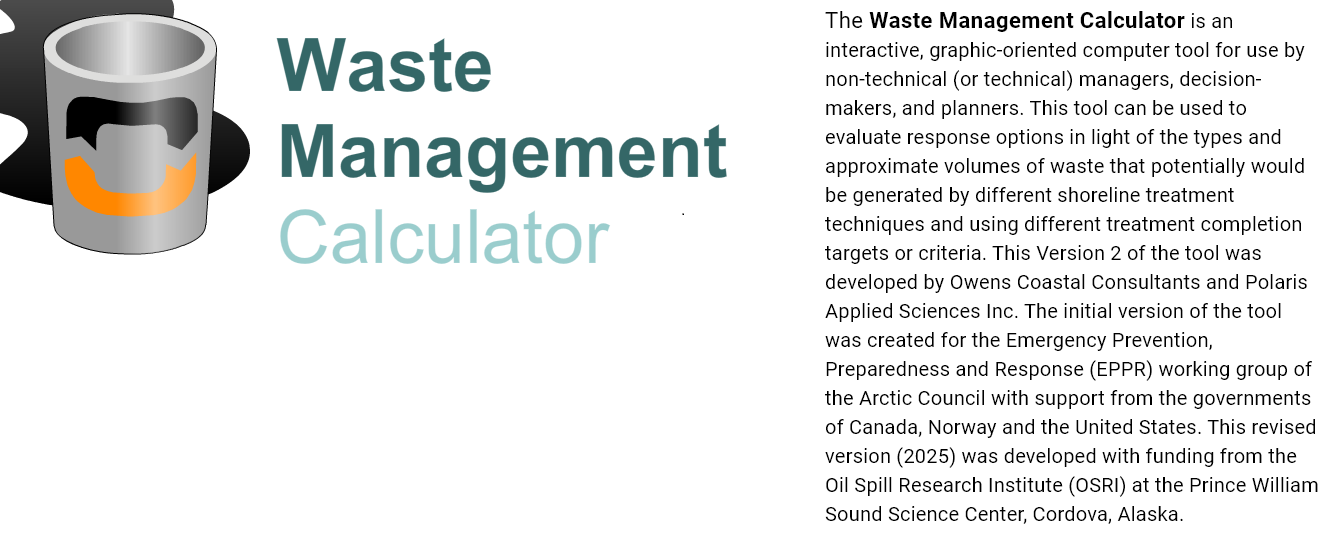 Waste
Management
Calculator
The Waste Management Calculator is an
interactive, graphic-oriented computer tool for use by
non-technical (or technical) managers, decision-
makers, and planners. This tool can be used to
evaluate response options in light of the types and
approximate volumes of waste that potentially would
be generated by different shoreline treatment
techniques and using different treatment completion
targets or criteria. This Version 2 of the tool was
developed by Owens Coastal Consultants and Polaris
Applied Sciences Inc. The initial version of the tool
was created for the Emergency Prevention,
Preparedness and Response (EPPR) working group of
the Arctic Council with support from the governments
of Canada, Norway and the United States. This revised
version (2025) was developed with funding from the
Oil Spill Research Institute (OSRI) at the Prince William
Sound Science Center, Cordova, Alaska.